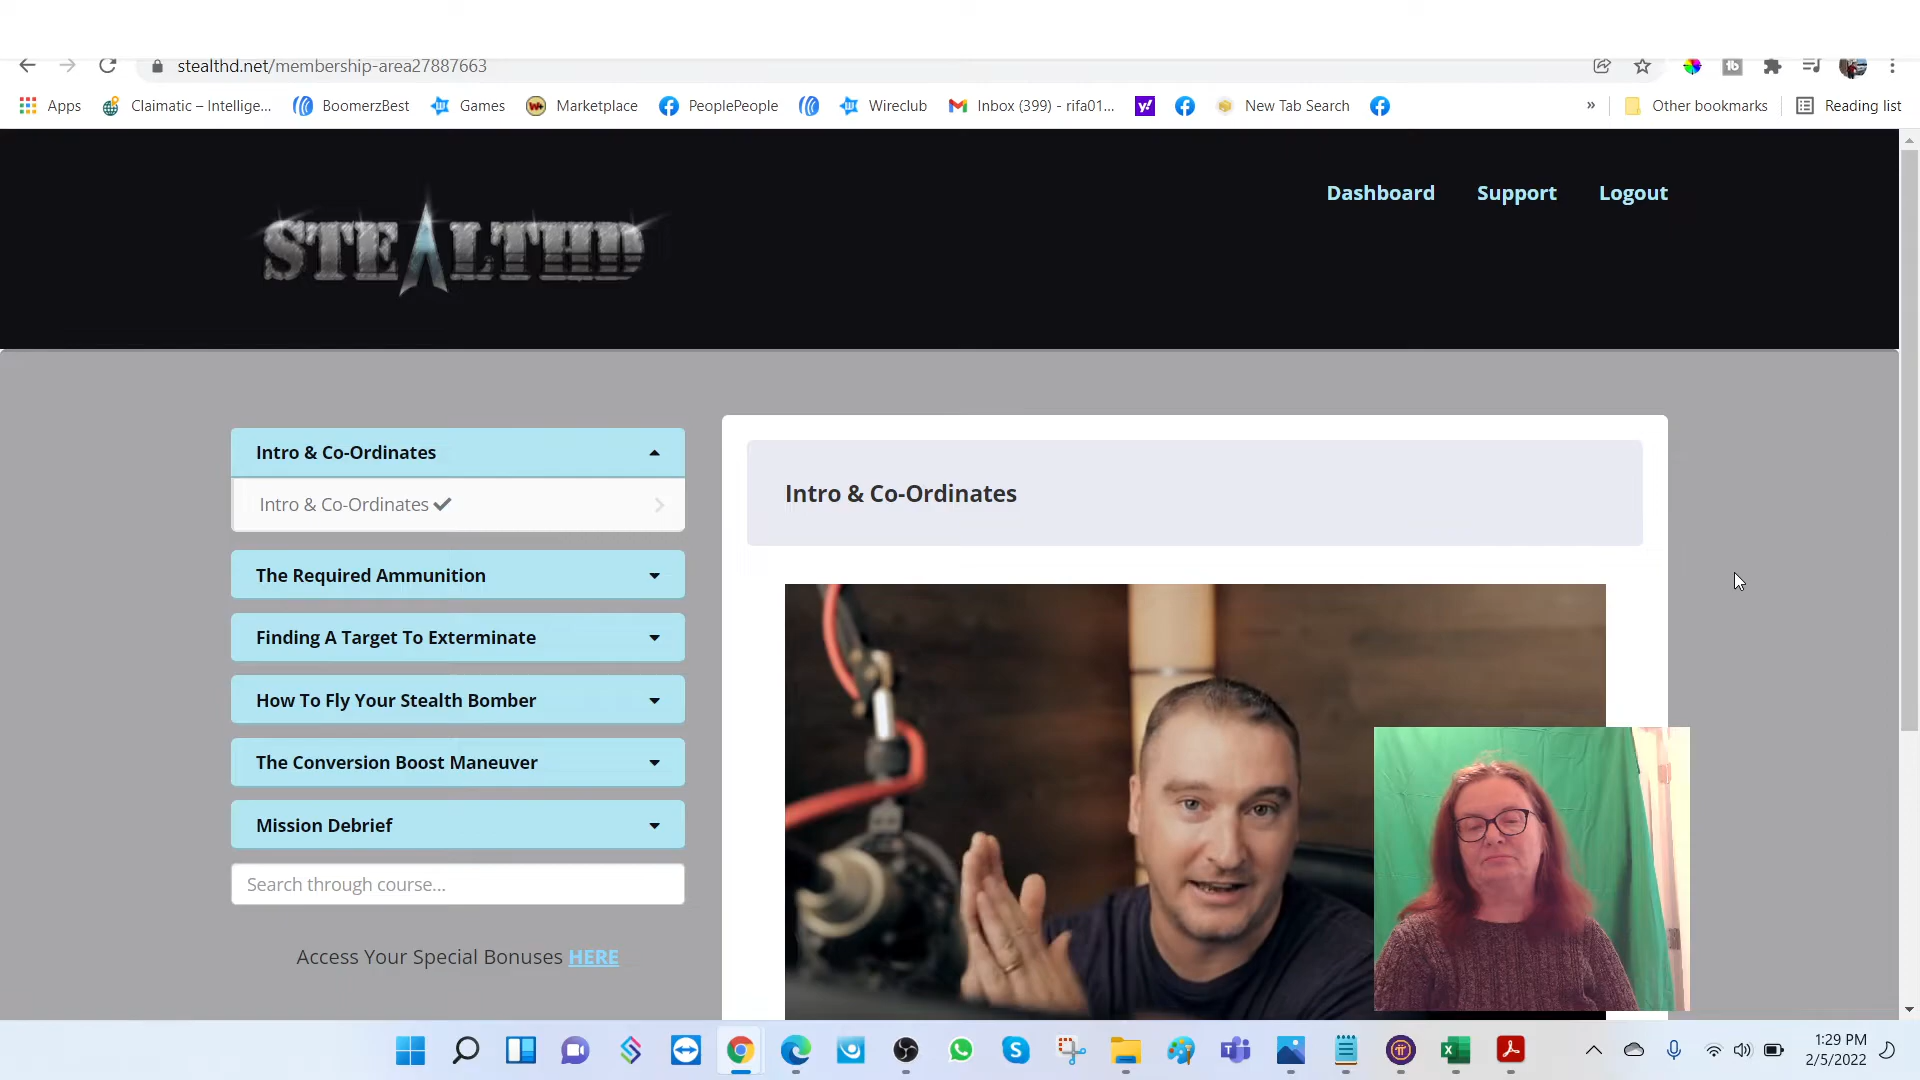 stealthd.net/membership-area27887663
Apps Claimatic – Intellige... BoomerzBest Games Marketplace PeoplePeople Wireclub Inbox (399) - rifa01... New Tab Search » Other bookmarks Reading list
STEALTHD
Dashboard Support Logout
Intro & Co-Ordinates
Intro & Co-Ordinates
The Required Ammunition
Finding A Target To Exterminate
How To Fly Your Stealth Bomber
The Conversion Boost Maneuver
Mission Debrief
Search through course...
Access Your Special Bonuses HERE
Intro & Co-Ordinates
1:29 PM
2/5/2022